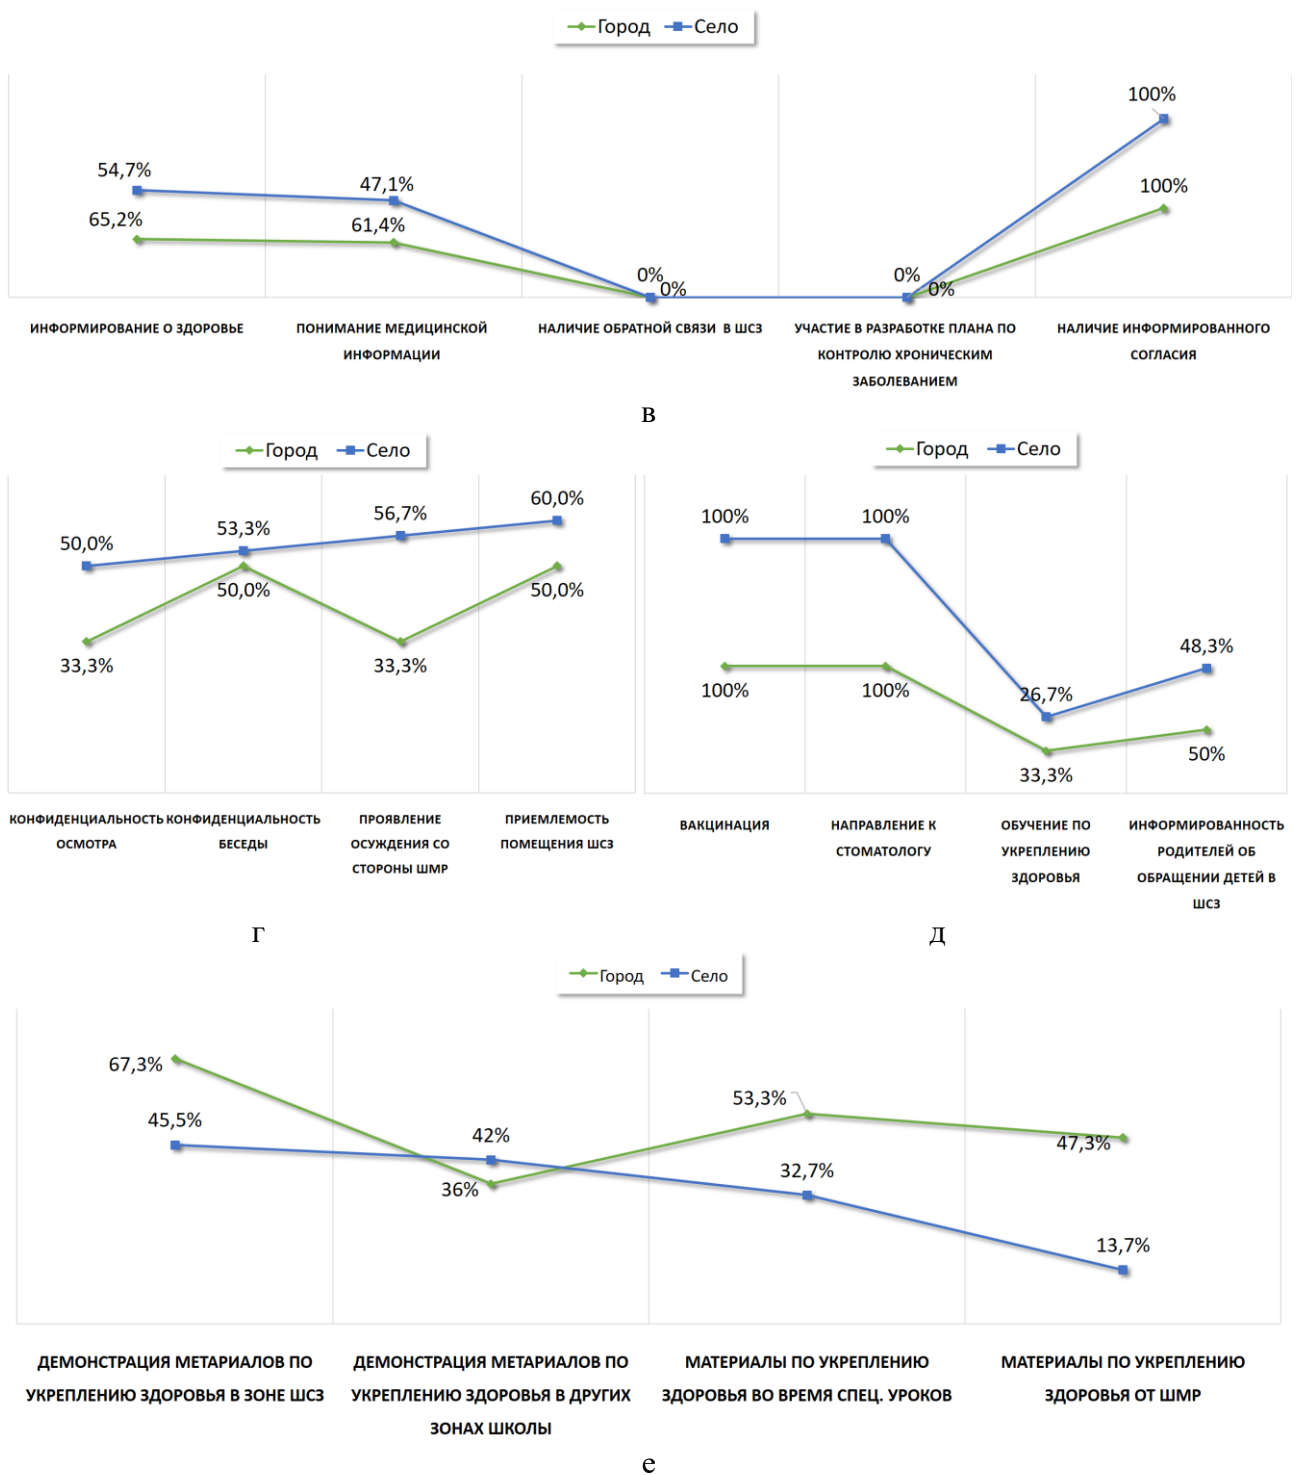 Город Село
100%
54,7%
47,1%
100%
65,2%
61,4%
0%
0%
0%
0%
ИНФОРМИРОВАНИЕ О ЗДОРОВЬЕ
ПОНИМАНИЕ МЕДИЦИНСКОЙ
ИНФОРМАЦИИ
НАЛИЧИЕ ОБРАТНОЙ СВЯЗИ В ШСЗ
УЧАСТИЕ В РАЗРАБОТКЕ ПЛАНА ПО
КОНТРОЛЮ ХРОНИЧЕСКИМ
ЗАБОЛЕВАНИЕМ
НАЛИЧИЕ ИНФОРМИРОВАННОГО
СОГЛАСИЯ
в
Город Село
50,0%
53,3%
56,7%
60,0%
33,3%
50,0%
33,3%
50,0%
КОНФИДЕНЦИАЛЬНОСТЬ
ОСМОТРА
КОНФИДЕНЦИАЛЬНОСТЬ
БЕСЕДЫ
ПРОЯВЛЕНИЕ
ОСУЖДЕНИЯ СО
СТОРОНЫ ШМР
ПРИЕМЛЕМОСТЬ
ПОМЕЩЕНИЯ ШСЗ
г
Город Село
100%
100%
26,7%
48,3%
100%
100%
33,3%
50%
ВАКЦИНАЦИЯ
НАПРАВЛЕНИЕ К
СТОМАТОЛОГУ
ОБУЧЕНИЕ ПО
УКРЕПЛЕНИЮ
ЗДОРОВЬЯ
ИНФОРМИРОВАННОСТЬ
РОДИТЕЛЕЙ ОБ
ОБРАЩЕНИИ ДЕТЕЙ В
ШСЗ
д
Город Село
67,3%
45,5%
42%
36%
53,3%
32,7%
47,3%
13,7%
ДЕМОНСТРАЦИЯ МЕТАРИАЛОВ ПО
УКРЕПЛЕНИЮ ЗДОРОВЬЯ В ЗОНЕ ШСЗ
ДЕМОНСТРАЦИЯ МЕТАРИАЛОВ ПО
УКРЕПЛЕНИЮ ЗДОРОВЬЯ В ДРУГИХ
ЗОНАХ ШКОЛЫ
МАТЕРИАЛЫ ПО УКРЕПЛЕНИЮ
ЗДОРОВЬЯ ВО ВРЕМЯ СПЕЦ. УРОКОВ
МАТЕРИАЛЫ ПО УКРЕПЛЕНИЮ
ЗДОРОВЬЯ ОТ ШМР
е